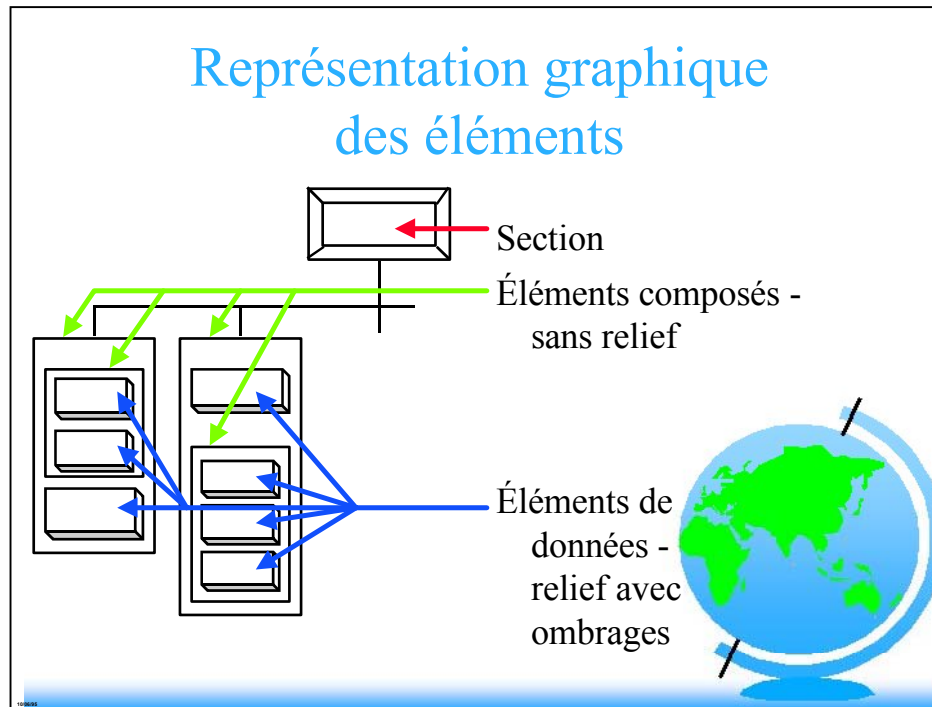 Représentation graphique
des éléments
Section
Éléments composés -
sans relief
Éléments de
données -
relief avec
ombrages